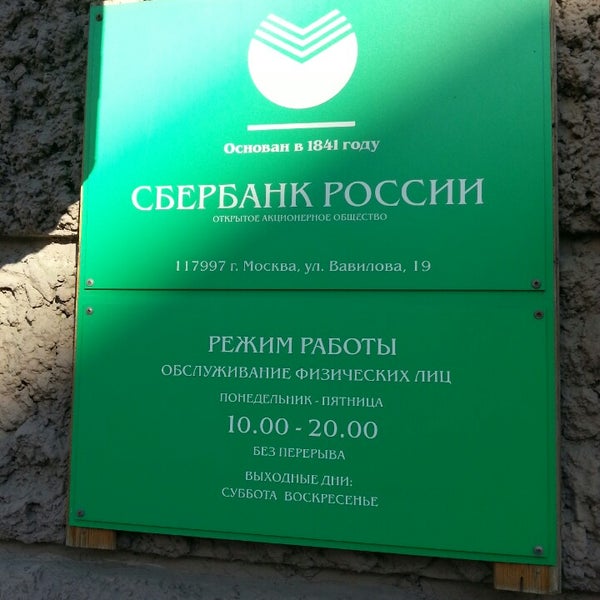 Основан в 1841 году
СБЕРБАНК РОССИИ
ОТКРЫТОЕ АКЦИОНЕРНОЕ ОБЩЕСТВО
117997 г. Москва, ул. Вавилова, 19
РЕЖИМ РАБОТЫ
ОБСЛУЖИВАНИЕ ФИЗИЧЕСКИХ ЛИЦ
ПОНЕДЕЛЬНИК - ПЯТНИЦА
10.00 - 20.00
БЕЗ ПЕРЕРЫВА
ВЫХОДНЫЕ ДНИ:
СУББОТА ВОСКРЕСЕНЬЕ